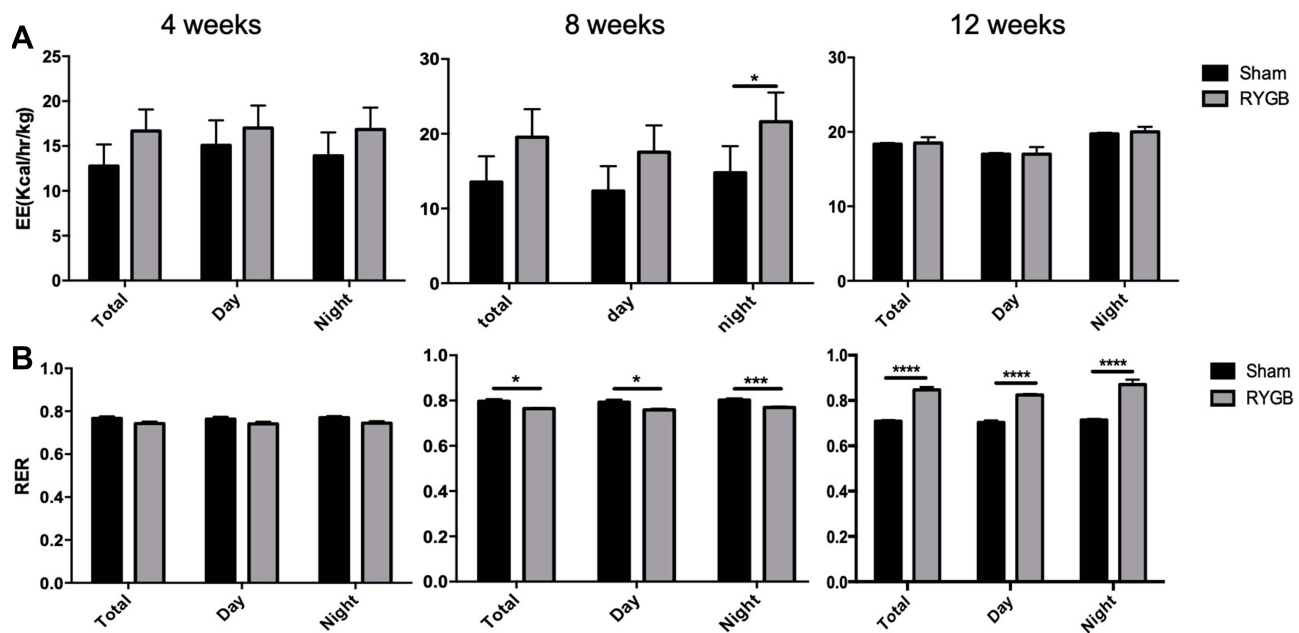 A
4 weeks
8 weeks
12 weeks
EE(Kcal/hr/kg)
25
20
15
10
5
0
Total
Day
Night
30
20
10
0
*
total
day
night
30
20
10
0
Total
Day
Night
Sham
RYGB
B
RER
1.0
0.8
0.6
0.4
0.2
0.0
Total
Day
Night
1.0
0.8
0.6
0.4
0.2
0.0
*
*
***
Total
Day
Night
1.0
0.8
0.6
0.4
0.2
0.0
****
****
****
Total
Day
Night
Sham
RYGB